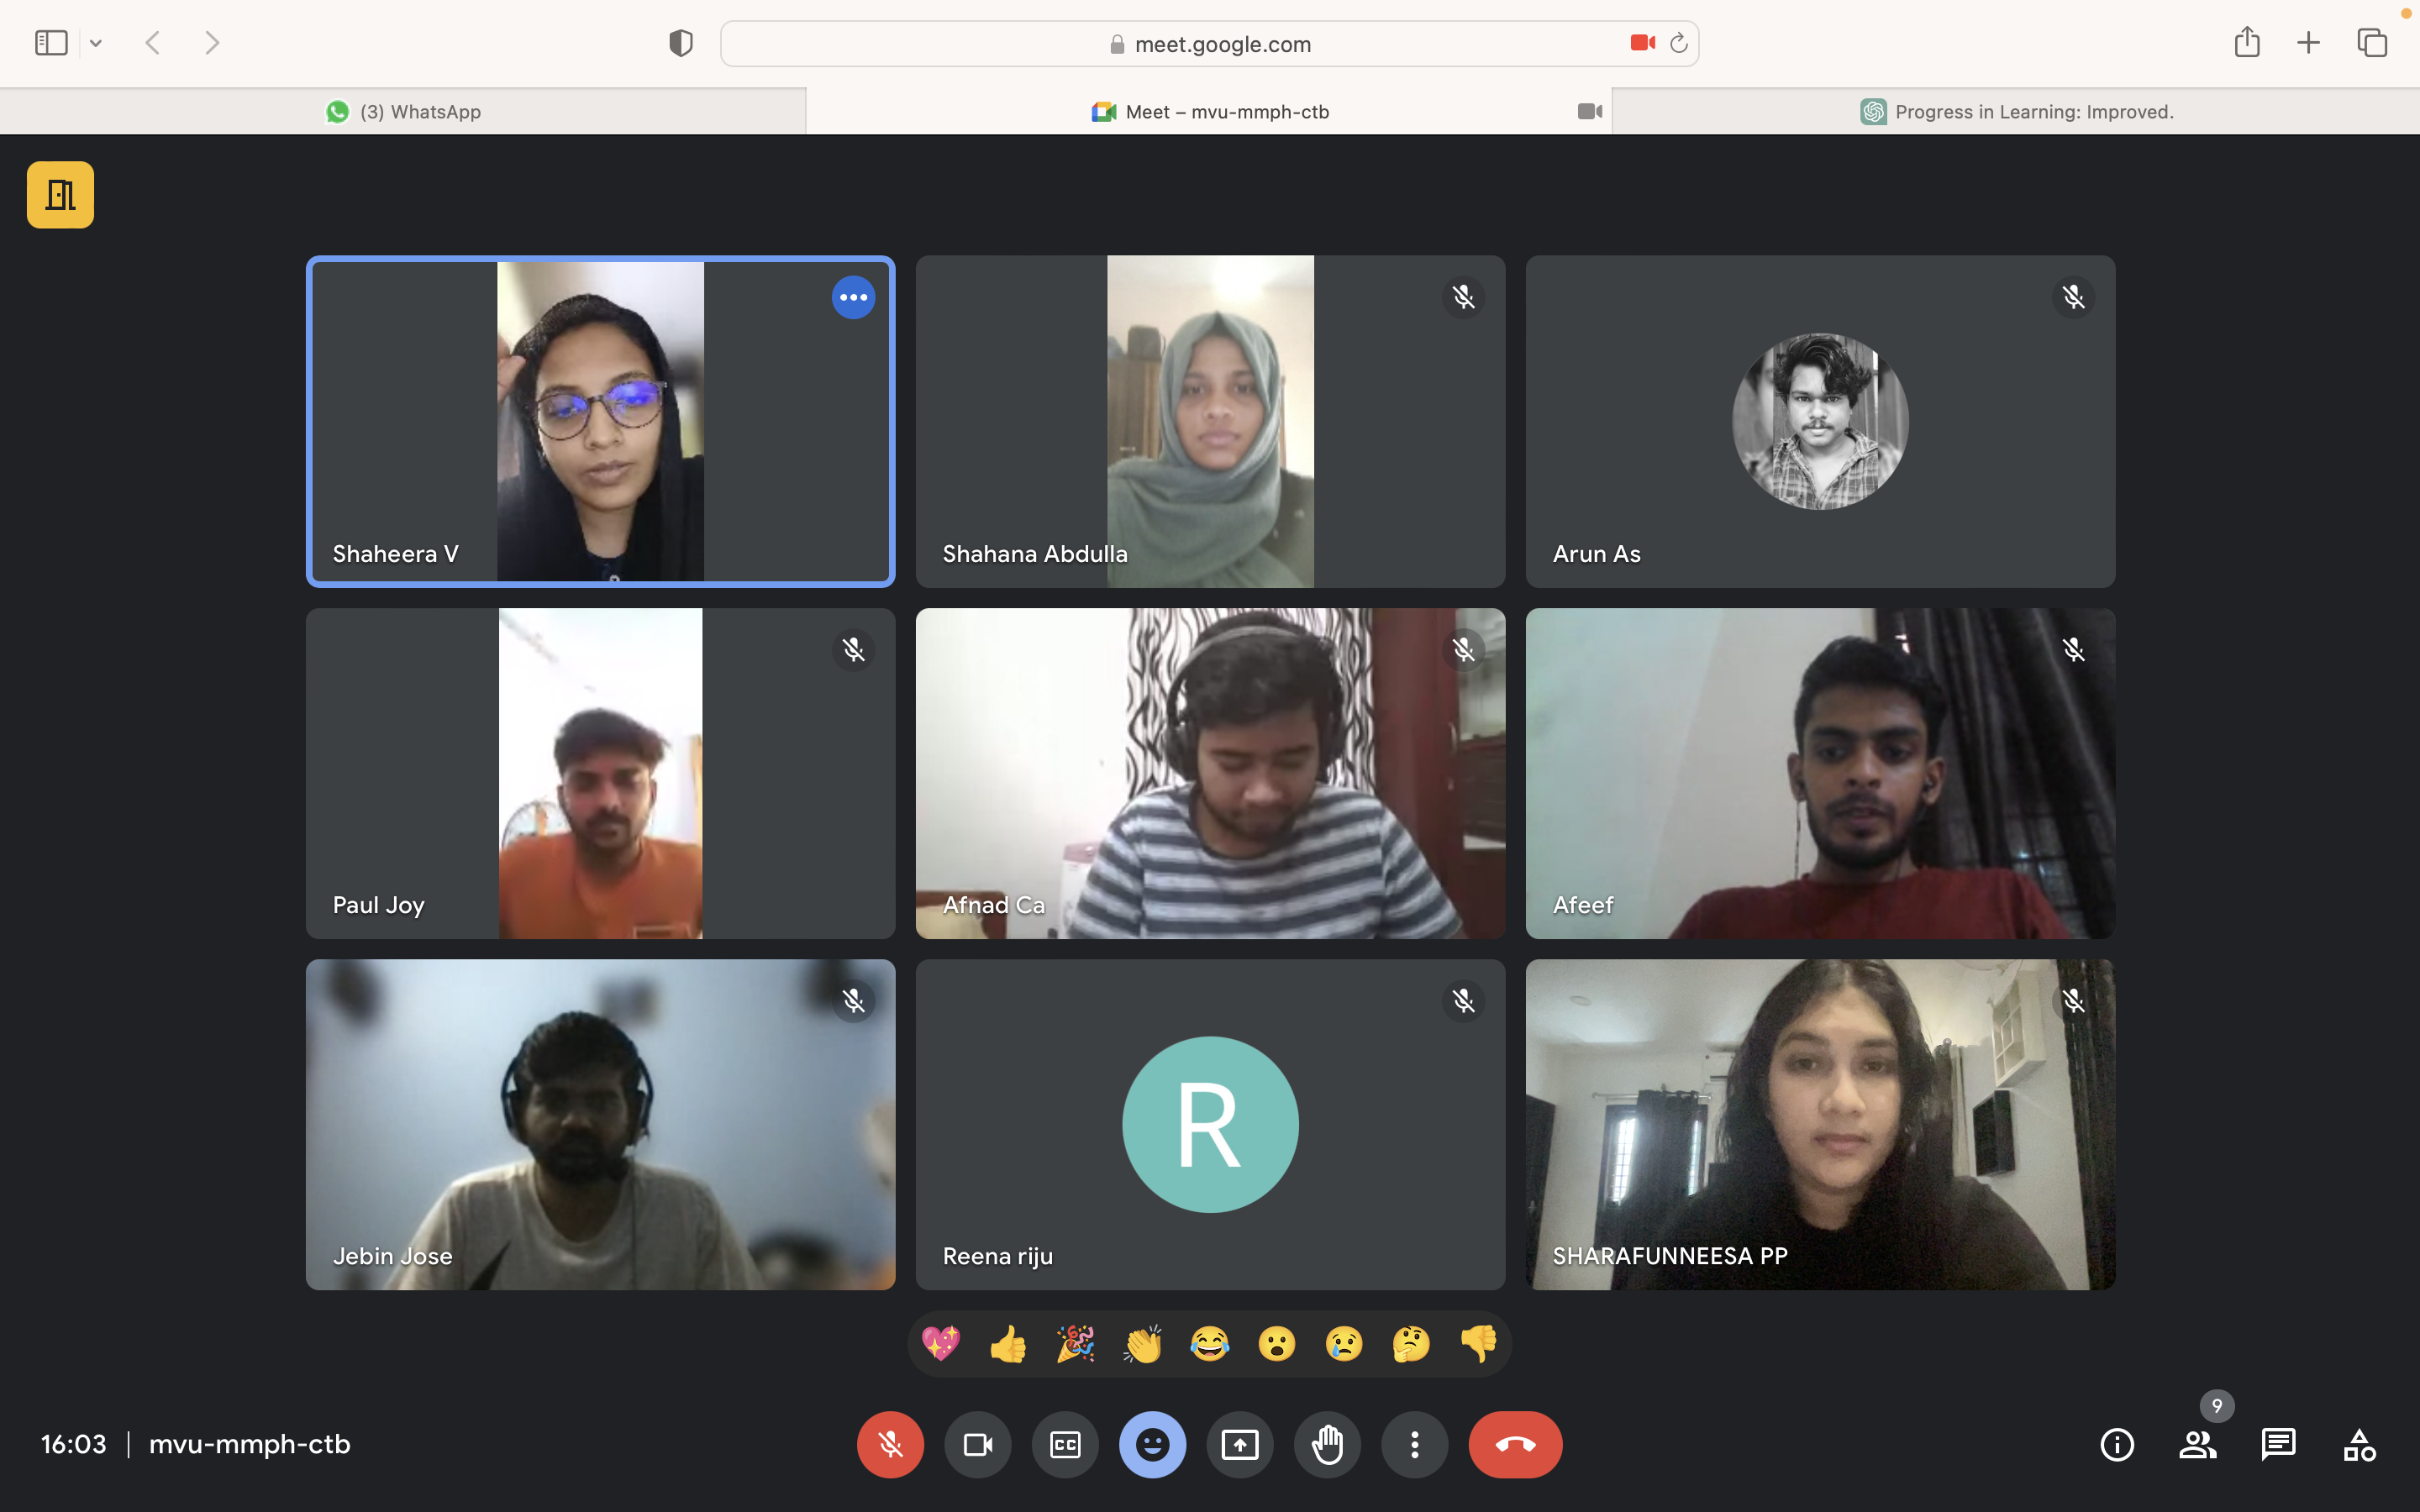 meet.google.com
(3) WhatsApp
Meet – mvu-mmph-ctb
Progress in Learning: Improved.
Shaheera V
Shahana Abdulla
Arun As
Paul Joy
Afnad Ca
Afeef
Jebin Jose
R
Reena riju
SHARAFUNNEESA PP
16:03 | mvu-mmph-ctb
CC
9